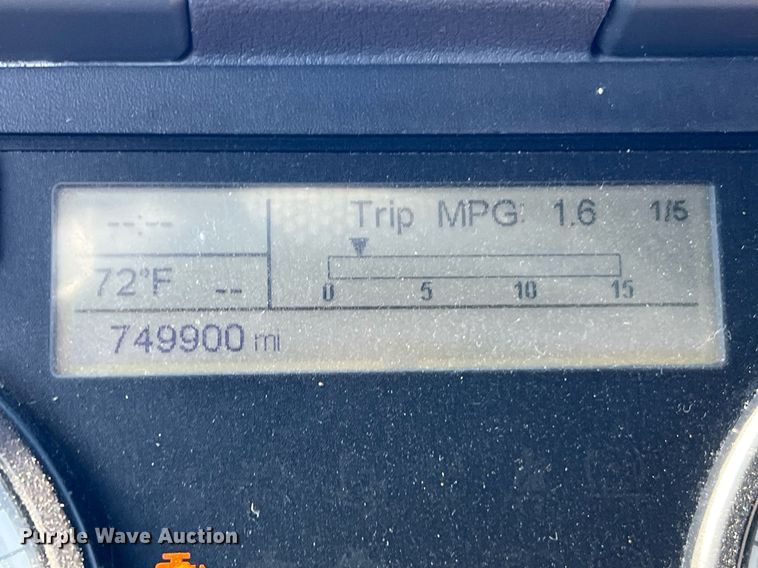 --:-- Trip MPG: 1.6 1/5
72°F --
0 5 10 15
749900 mi
Purple Wave Auction